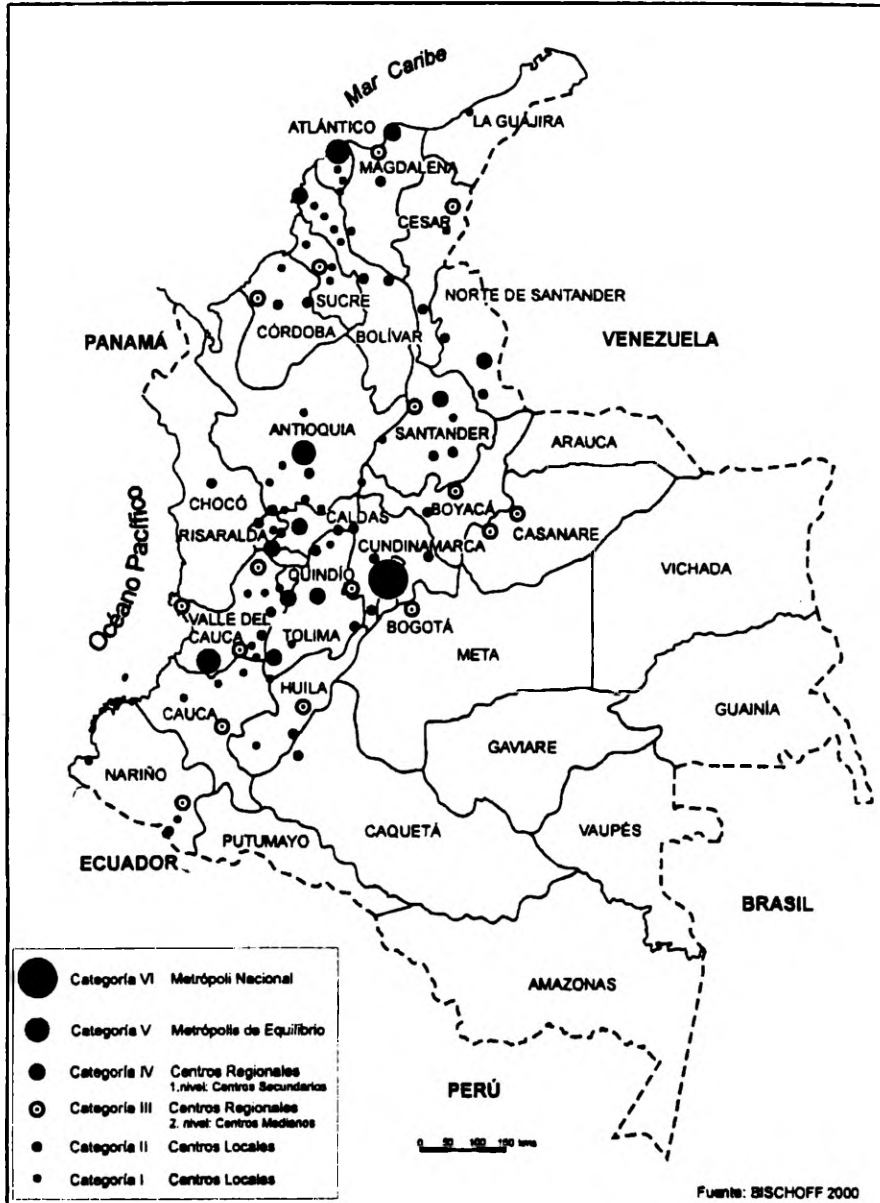 Mar Caribe
LA GUÁJIRA
ATLÁNTICO
MAGDALENA
CESAR
NORTE DE SANTANDER
SUCRE
CÓRDOBA
BOLÍVAR
PANAMÁ
VENEZUELA
ANTIOQUIA
SANTANDER
ARAUCA
CHOCÓ
BOYACÁ
CALDAS
CASANARE
RISARALDA
CUNDINAMARCA
VICHADA
QUINDÍO
Océano Pacífico
VALLE DEL
CAUCA
BOGOTÁ
TOLIMA
META
HUILA
CAUCA
GUAINÍA
GAVIARE
NARIÑO
CAQUETÁ
VAUPÉS
PUTUMAYO
ECUADOR
BRASIL
AMAZONAS
PERÚ
Categoría VI Metrópoli Nacional
Categoría V Metrópolis de Equilibrio
Categoría IV Centros Regionales
1.nivel: Centros Secundarios
Categoría III Centros Regionales
2. nivel: Centros Medianos
Categoría II Centros Locales
Categoría I Centros Locales
0 50 100 150 kms
Fuente: BISCHOFF 2000